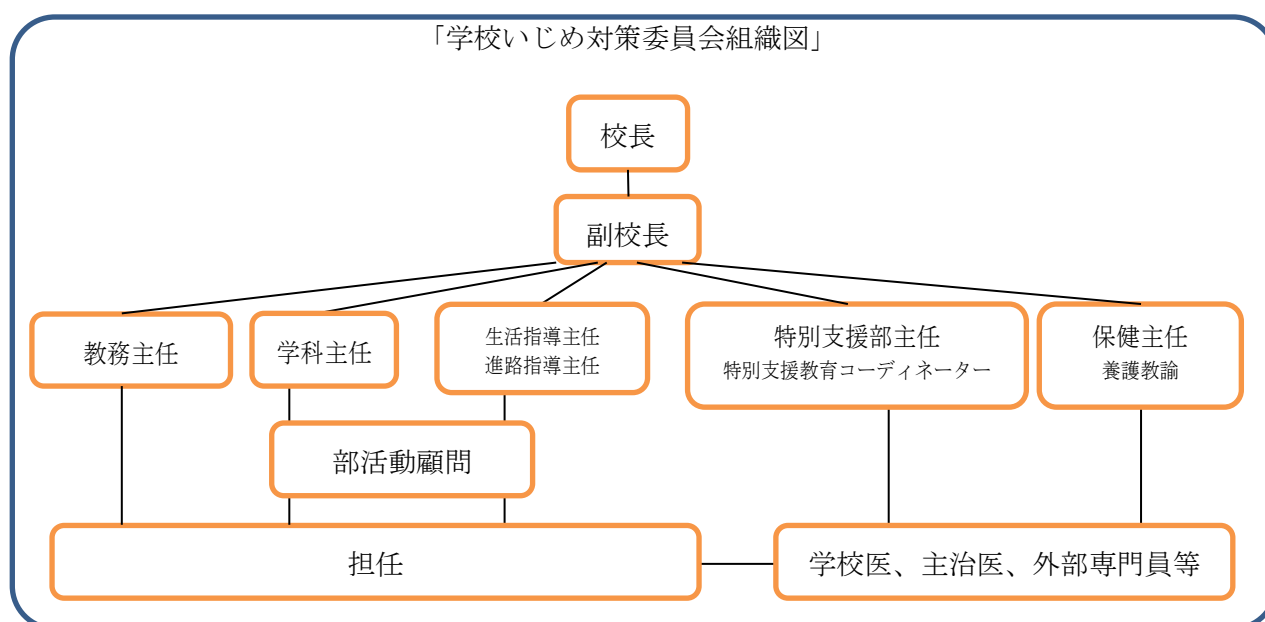 「学校いじめ対策委員会組織図」
校長
副校長
教務主任
学科主任
生活指導主任
進路指導主任
特別支援部主任
特別支援教育コーディネーター
保健主任
養護教諭
部活動顧問
担任
学校医、主治医、外部専門員等